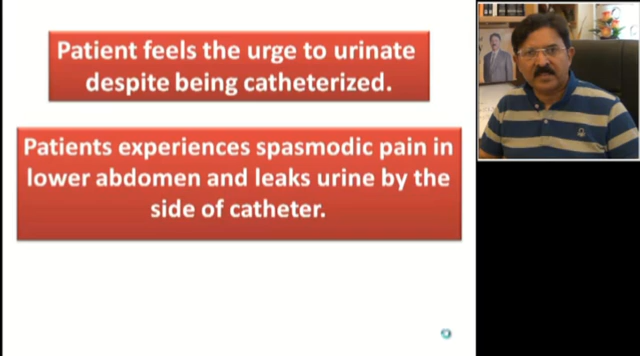 Patient feels the urge to urinate
despite being catheterized.
Patients experiences spasmodic pain in
lower abdomen and leaks urine by the
side of catheter.